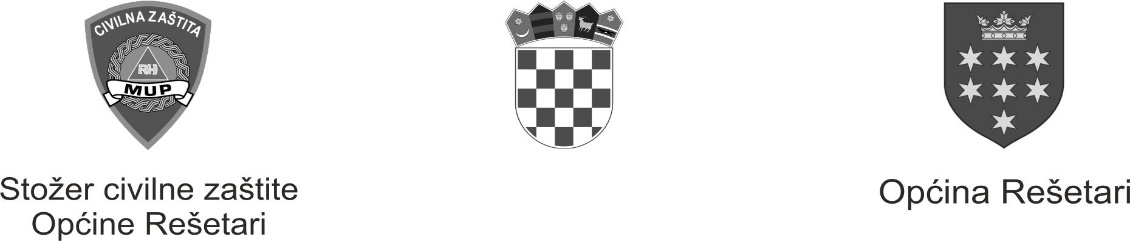 CIVILNA ZAŠTITA
RH
MUP
Stožer civilne zaštite
Općine Rešetari
Općina Rešetari